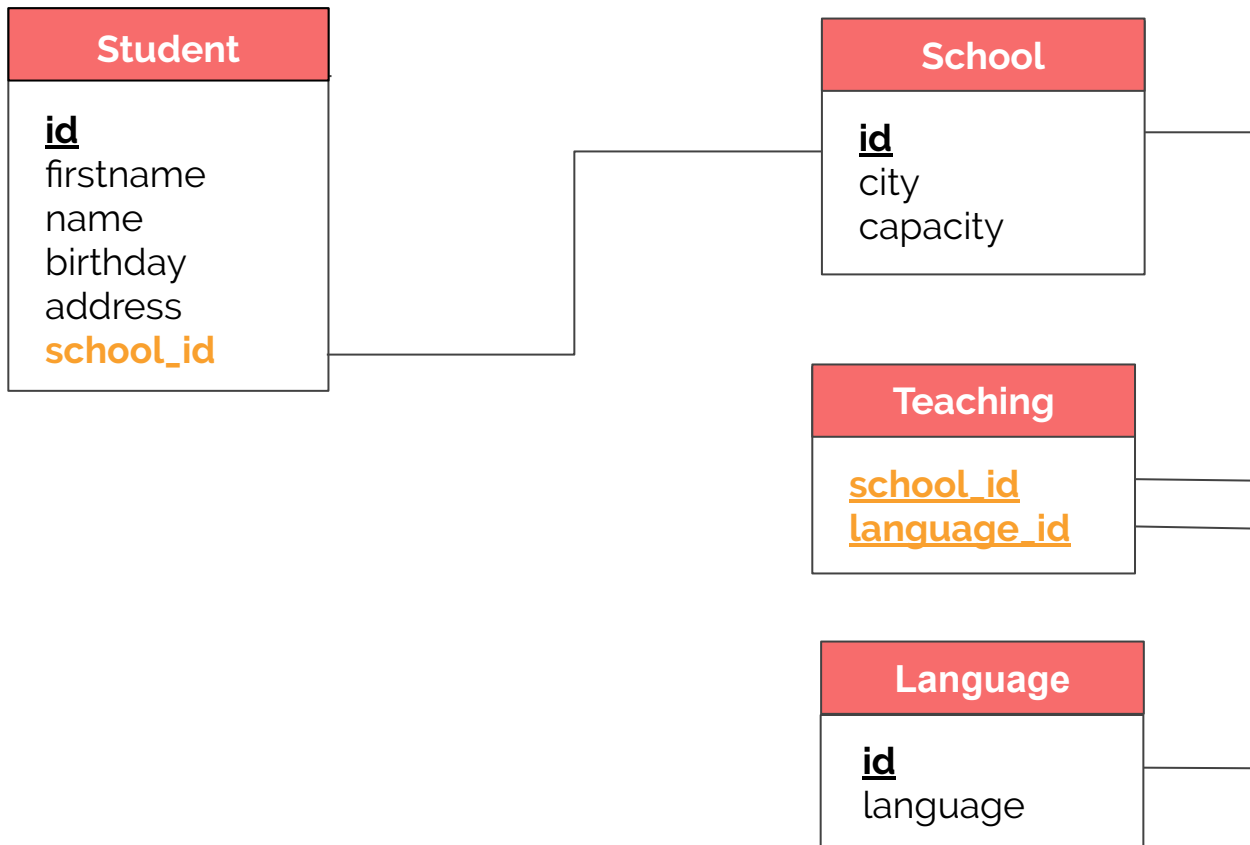 Student
id
firstname
name
birthday
address
school_id
School
id
city
capacity
Teaching
school_id
language_id
Language
id
language